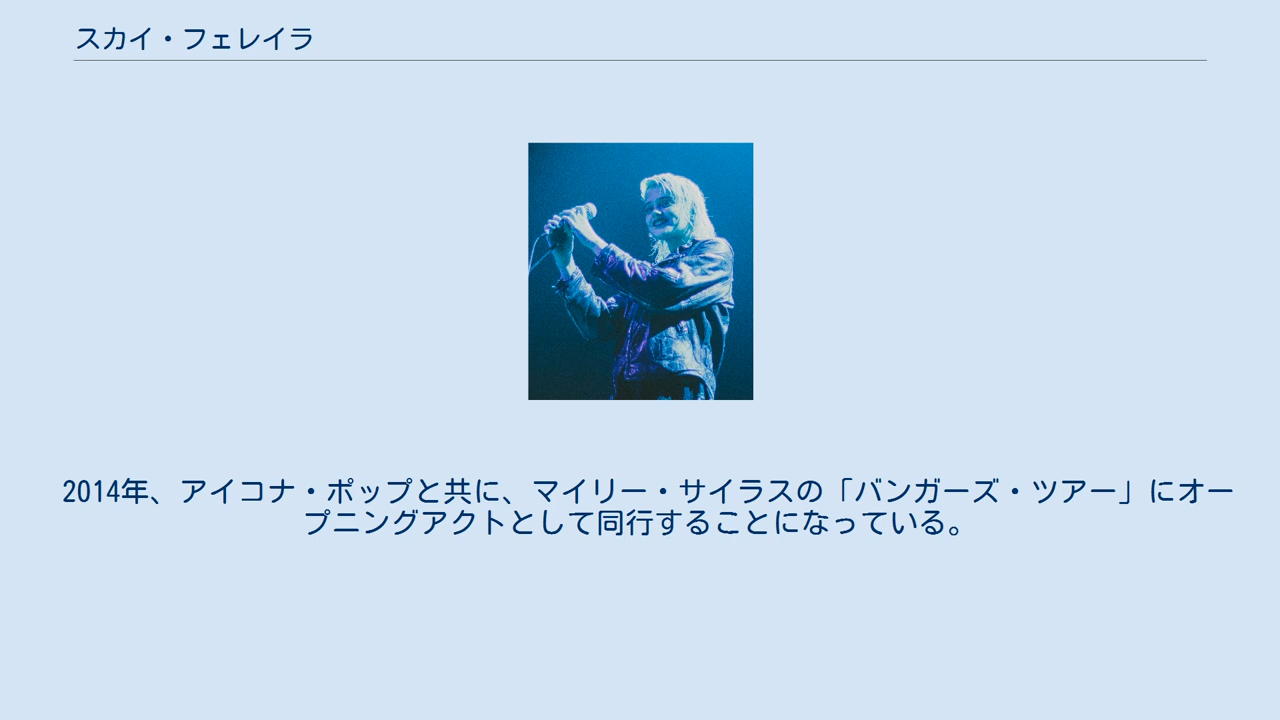 スカイ・フェレイラ
2014年、アイコナ・ポップと共に、マイリー・サイラスの「バンガーズ・ツアー」にオー
プニングアクトとして同行することになっている。